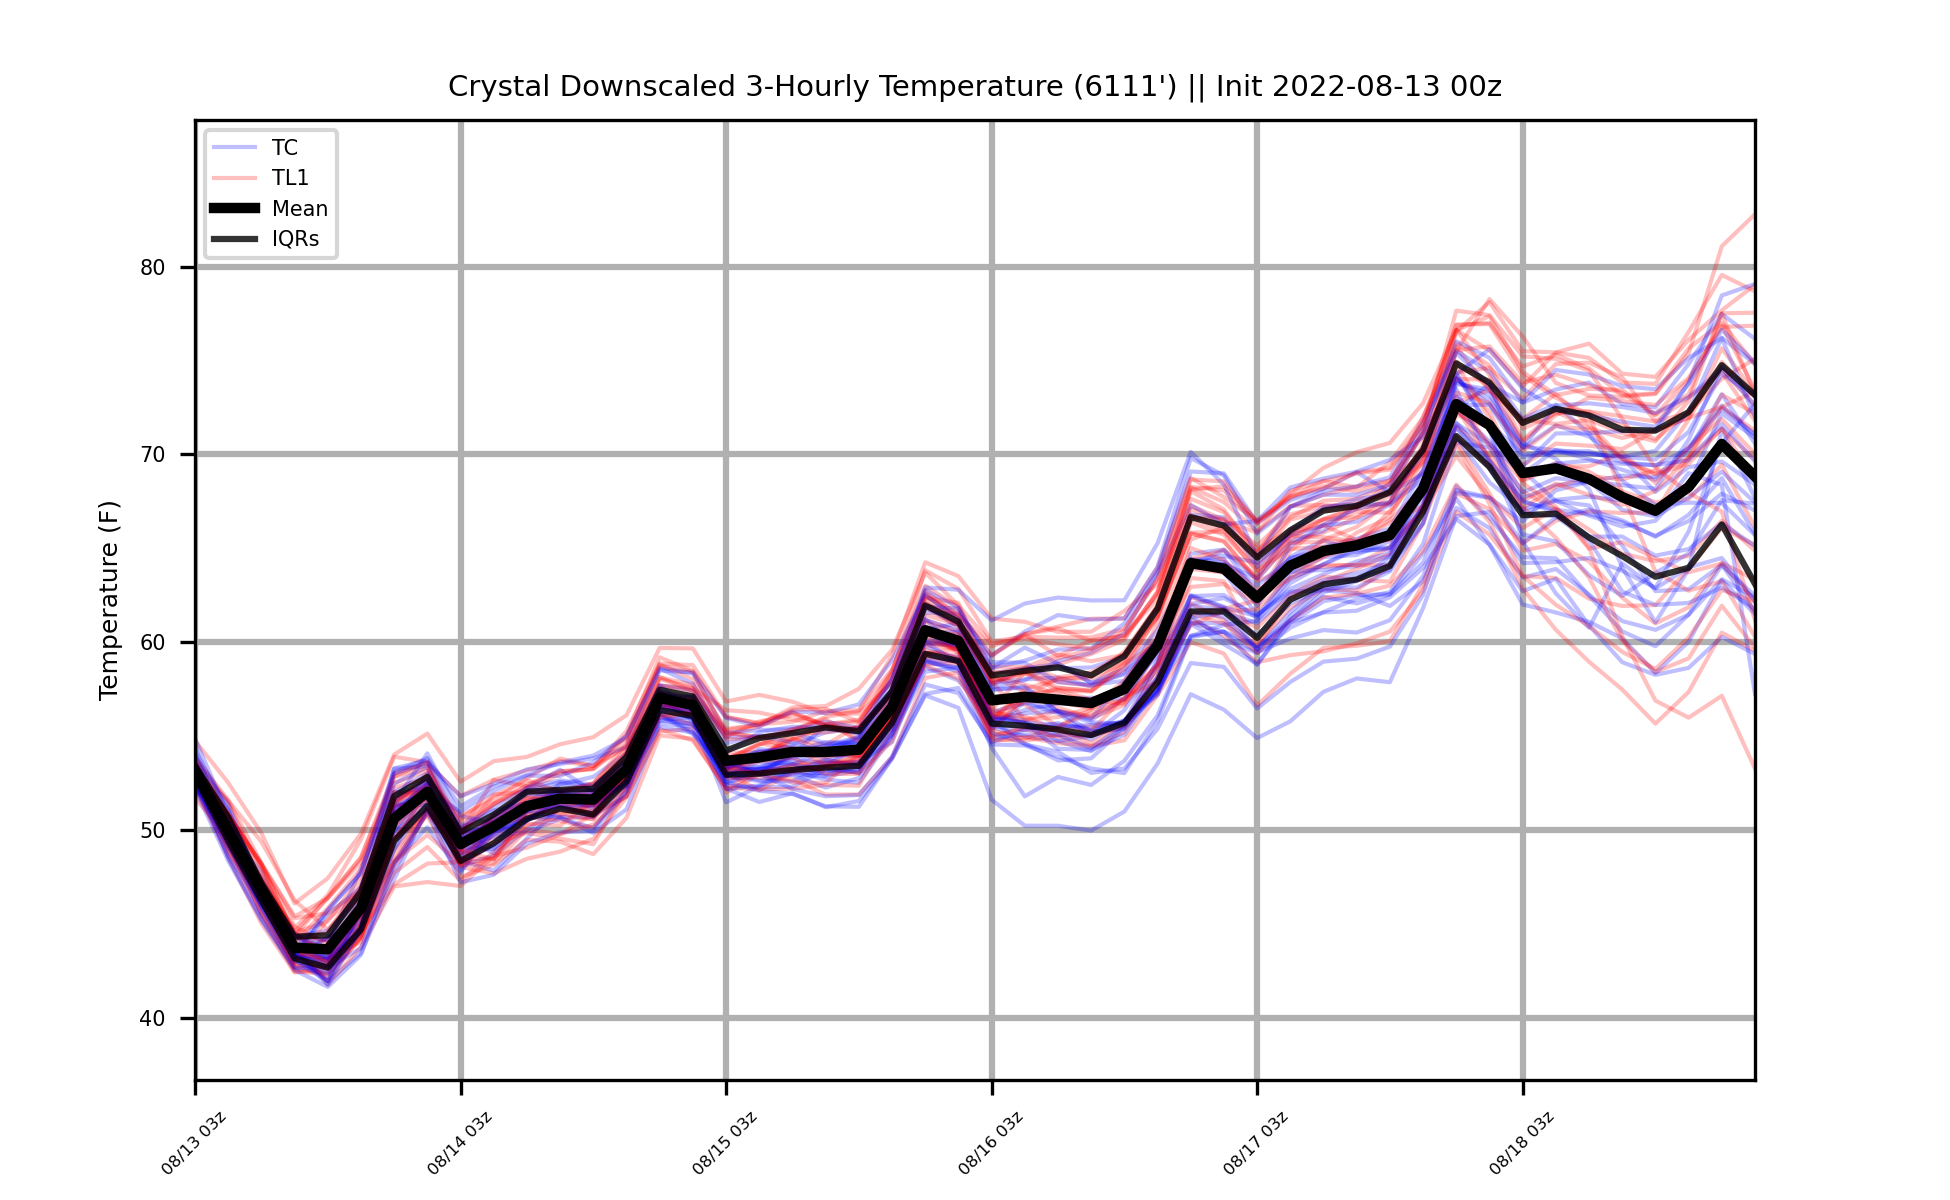 Crystal Downscaled 3-Hourly Temperature (6111') || Init 2022-08-13 00z
TC
TL1
Mean
IQRs
Temperature (F)
80
70
60
50
40
08/13 03z
08/14 03z
08/15 03z
08/16 03z
08/17 03z
08/18 03z